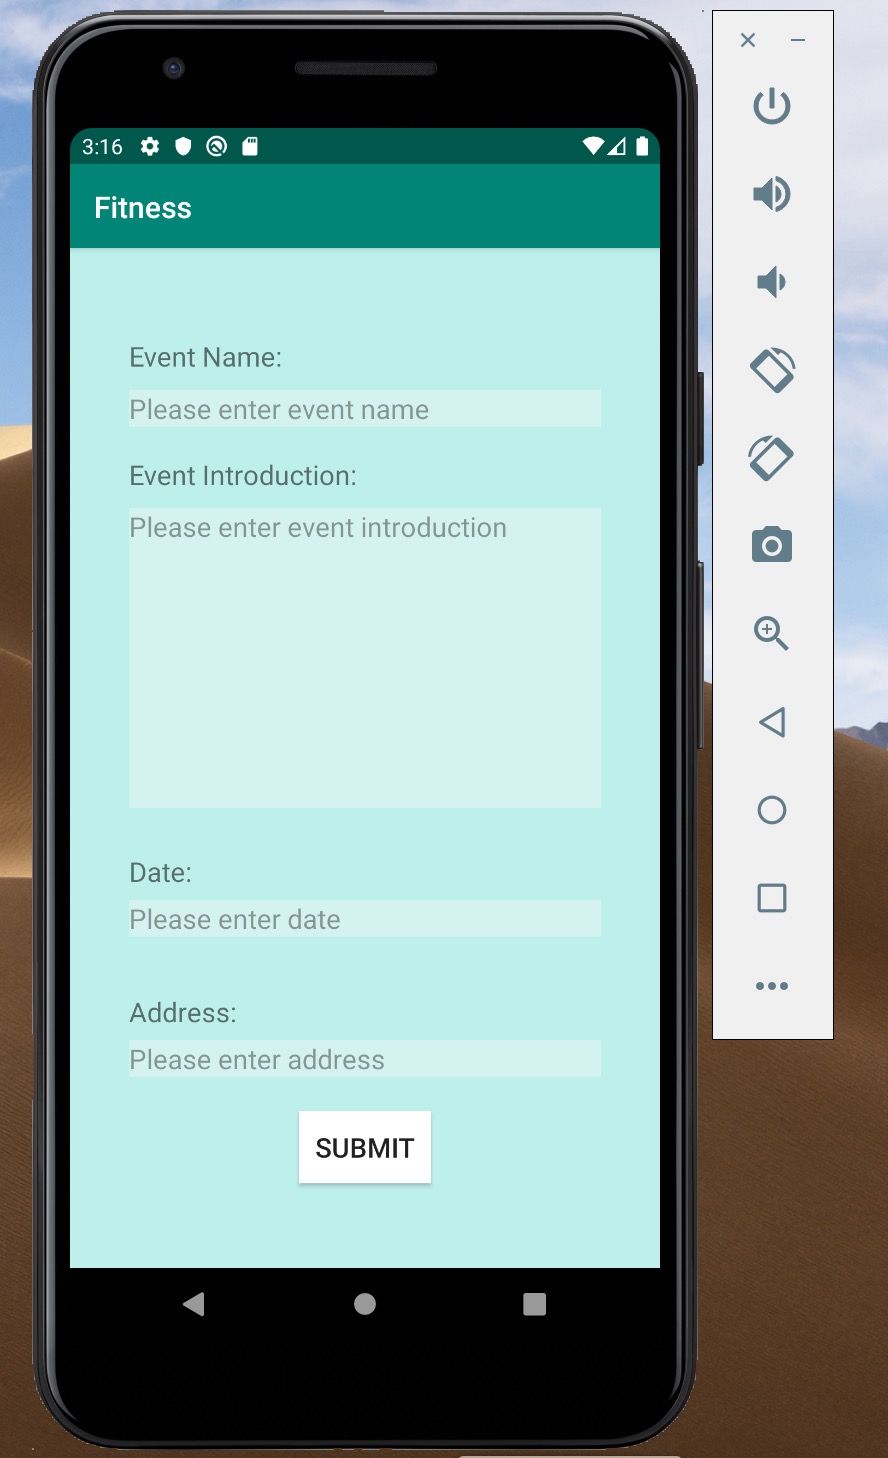 3:16
Fitness
Event Name:
Please enter event name
Event Introduction:
Please enter event introduction
Date:
Please enter date
Address:
Please enter address
SUBMIT